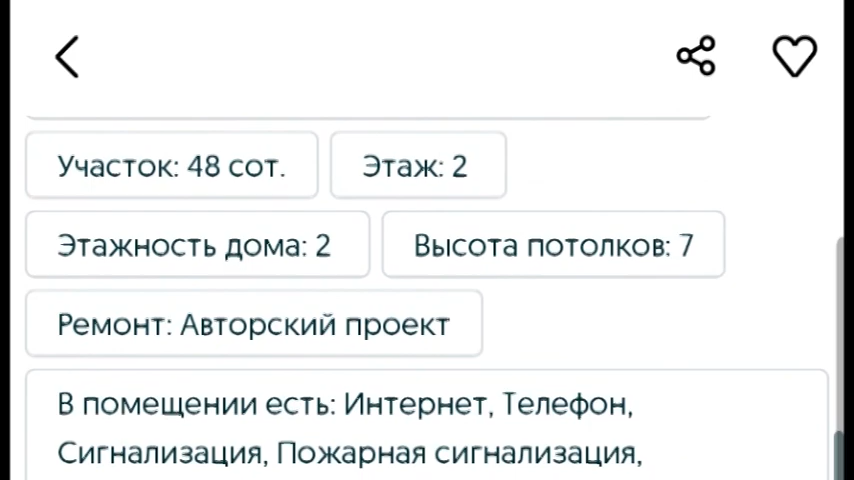 Участок: 48 сот.
Этаж: 2
Этажность дома: 2
Высота потолков: 7
Ремонт: Авторский проект
В помещении есть: Интернет, Телефон,
Сигнализация, Пожарная сигнализация,